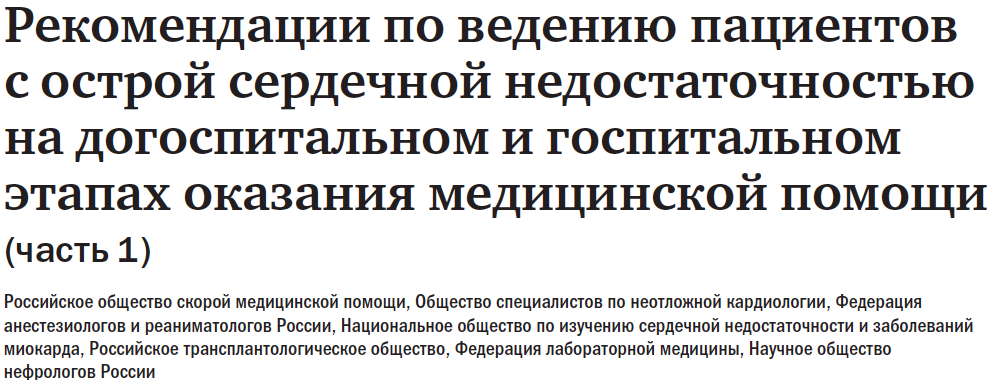 Рекомендации по ведению пациентов
с острой сердечной недостаточностью
на догоспитальном и госпитальном
этапах оказания медицинской помощи
(часть 1)
Российское общество скорой медицинской помощи, Общество специалистов по неотложной кардиологии, Федерация
анестезиологов и реаниматологов России, Национальное общество по изучению сердечной недостаточности и заболеваний
миокарда, Российское трансплантологическое общество, Федерация лабораторной медицины, Научное общество
нефрологов России